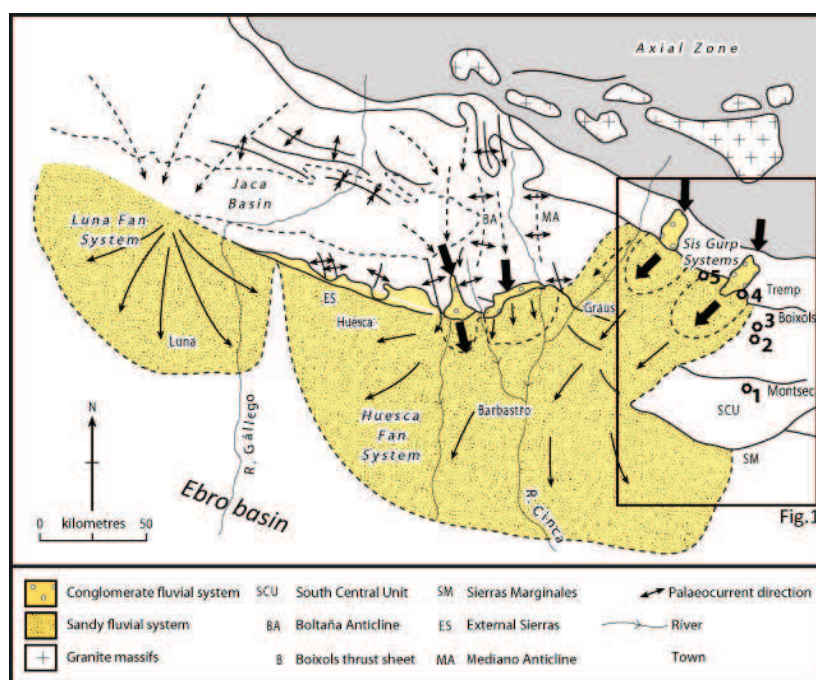 Axial Zone
Jaca
Basin
BA
MA
Luna Fan
System
Sis Gurp
Systems
5
4
Tremp
3
Boixols
2
ES
Huesca
Graus
Luna
1
Montsec
SCU
Barbastro
Huesca
Fan
System
SM
N
R. Gállego
Ebro basin
R. Cinca
0 kilometres 50
Fig.1
Conglomerate fluvial system
SCU South Central Unit
SM Sierras Marginales
Palaeocurrent direction
Sandy fluvial system
BA Boltaña Anticline
ES External Sierras
River
Granite massifs
B Boixols thrust sheet
MA Mediano Anticline
Town